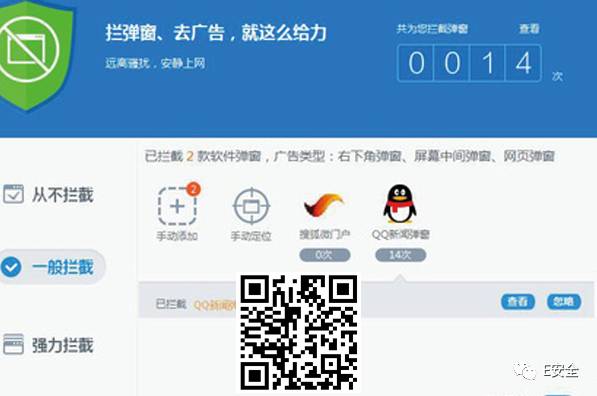 拦弹窗、去广告，就这么给力
远离骚扰，安静上网
共为您拦截弹窗 查看
0 0 1 4 次
已拦截 2 款软件弹窗，广告类型：右下角弹窗、屏幕中间弹窗、网页弹窗
从不拦截
一般拦截
强力拦截
2
手动添加 手动定位 搜狐微门户 QQ新闻弹窗
0次 14次
已拦截 QQ新闻 查看 忽略
E安全